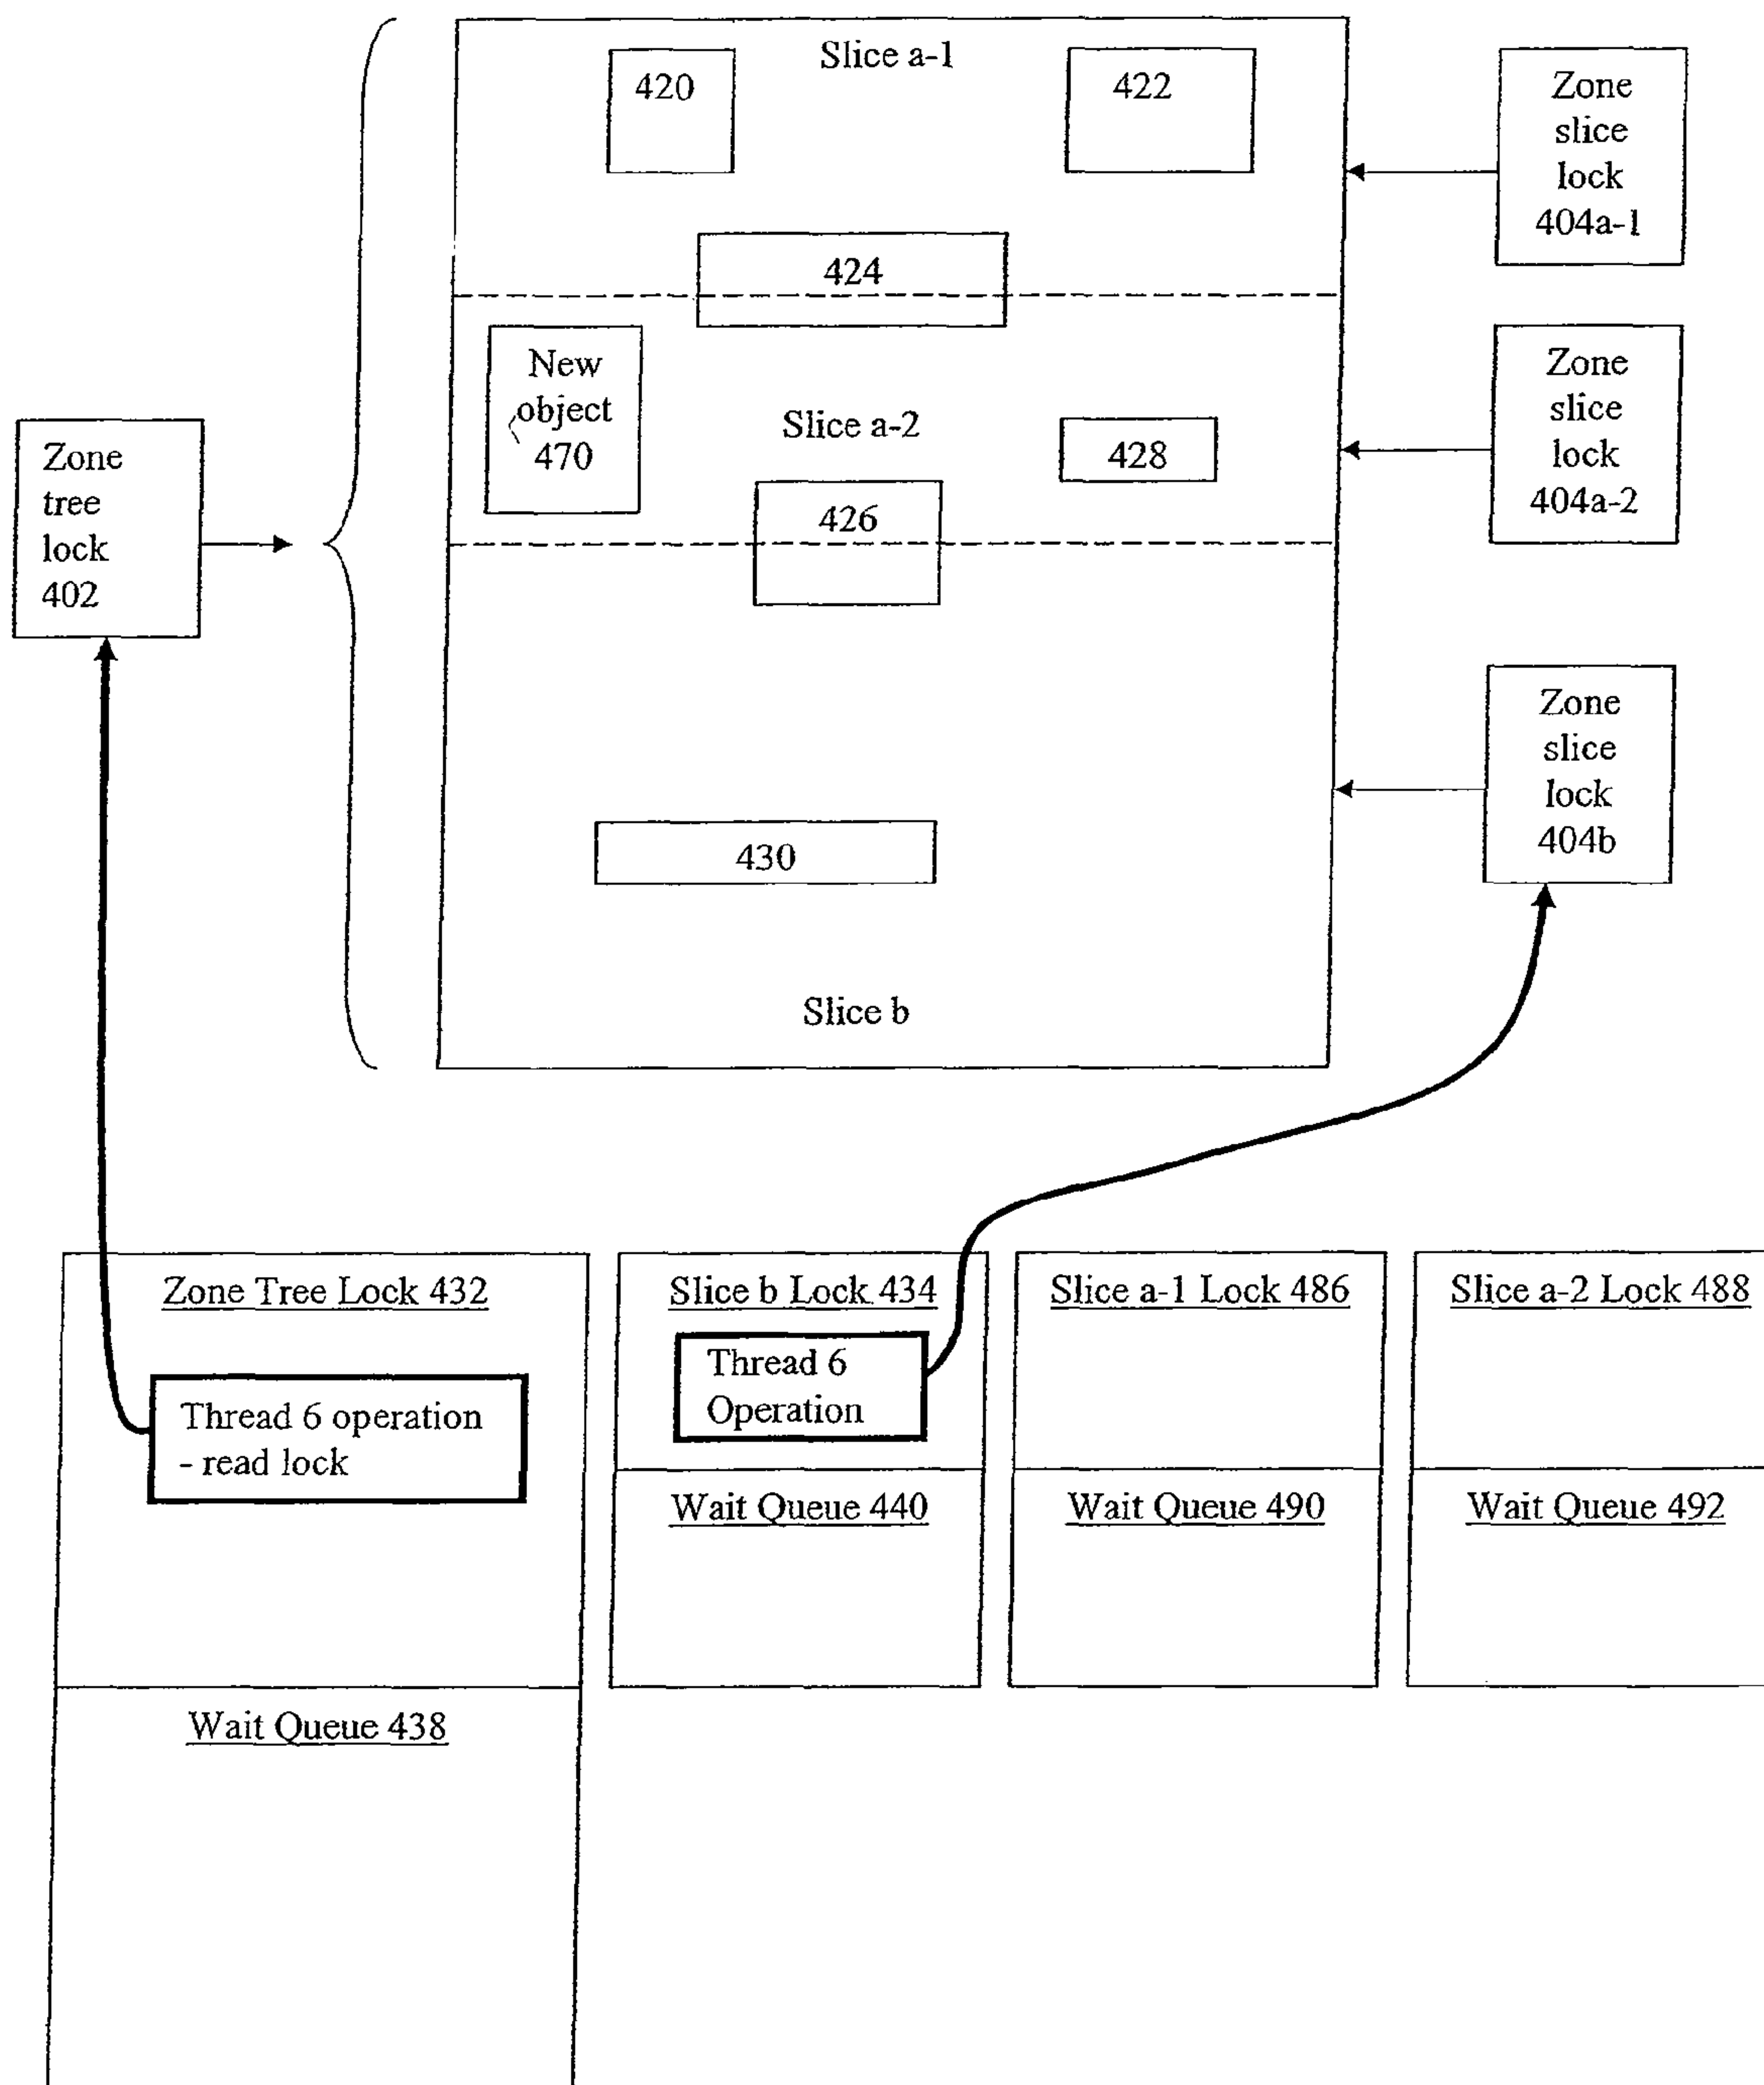 Slice a-1
420
422
Zone
slice
lock
404a-1
424
New
object
470
Slice a-2
428
Zone
slice
lock
404a-2
Zone
tree
lock
402
426
Zone
slice
lock
404b
430
Slice b
Zone Tree Lock 432
Thread 6 operation
- read lock
Wait Queue 438
Slice b Lock 434
Thread 6
Operation
Wait Queue 440
Slice a-1 Lock 486
Wait Queue 490
Slice a-2 Lock 488
Wait Queue 492